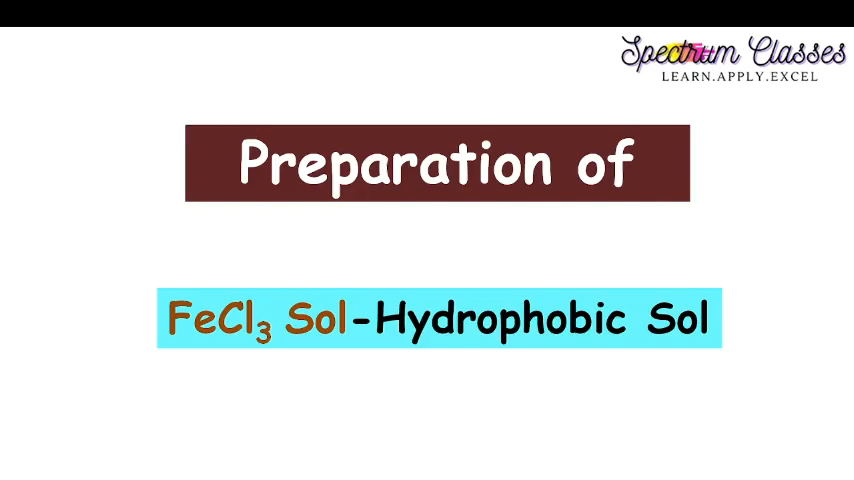 Spectrum Classes
LEARN.APPLY.EXCEL
Preparation of
FeCl₃ Sol-Hydrophobic Sol